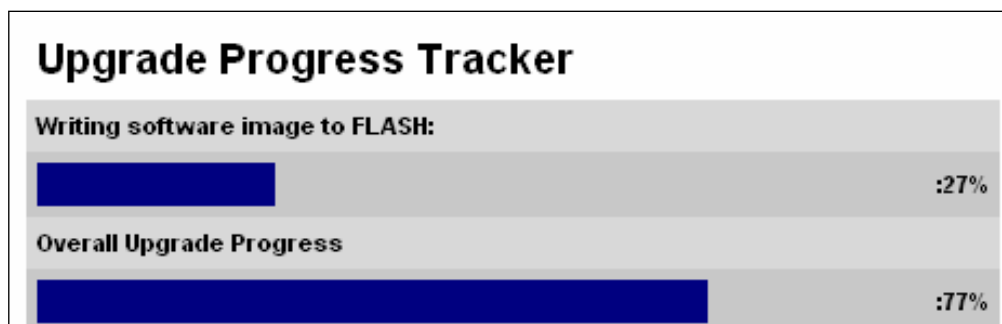 Upgrade Progress Tracker
Writing software image to FLASH:
:27%
Overall Upgrade Progress
:77%